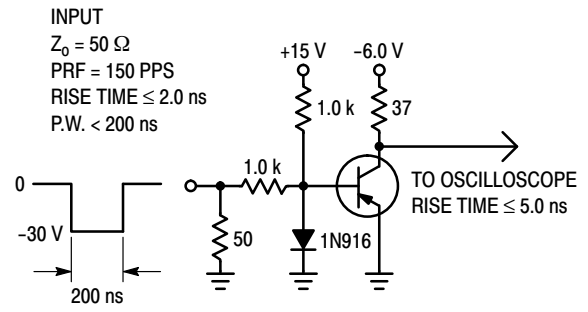 INPUT
Zo = 50 Ω
PRF = 150 PPS
RISE TIME ≤ 2.0 ns
P.W. < 200 ns
+15 V
−6.0 V
1.0 k
37
1.0 k
0
TO OSCILLOSCOPE
RISE TIME ≤ 5.0 ns
−30 V
50
1N916
200 ns